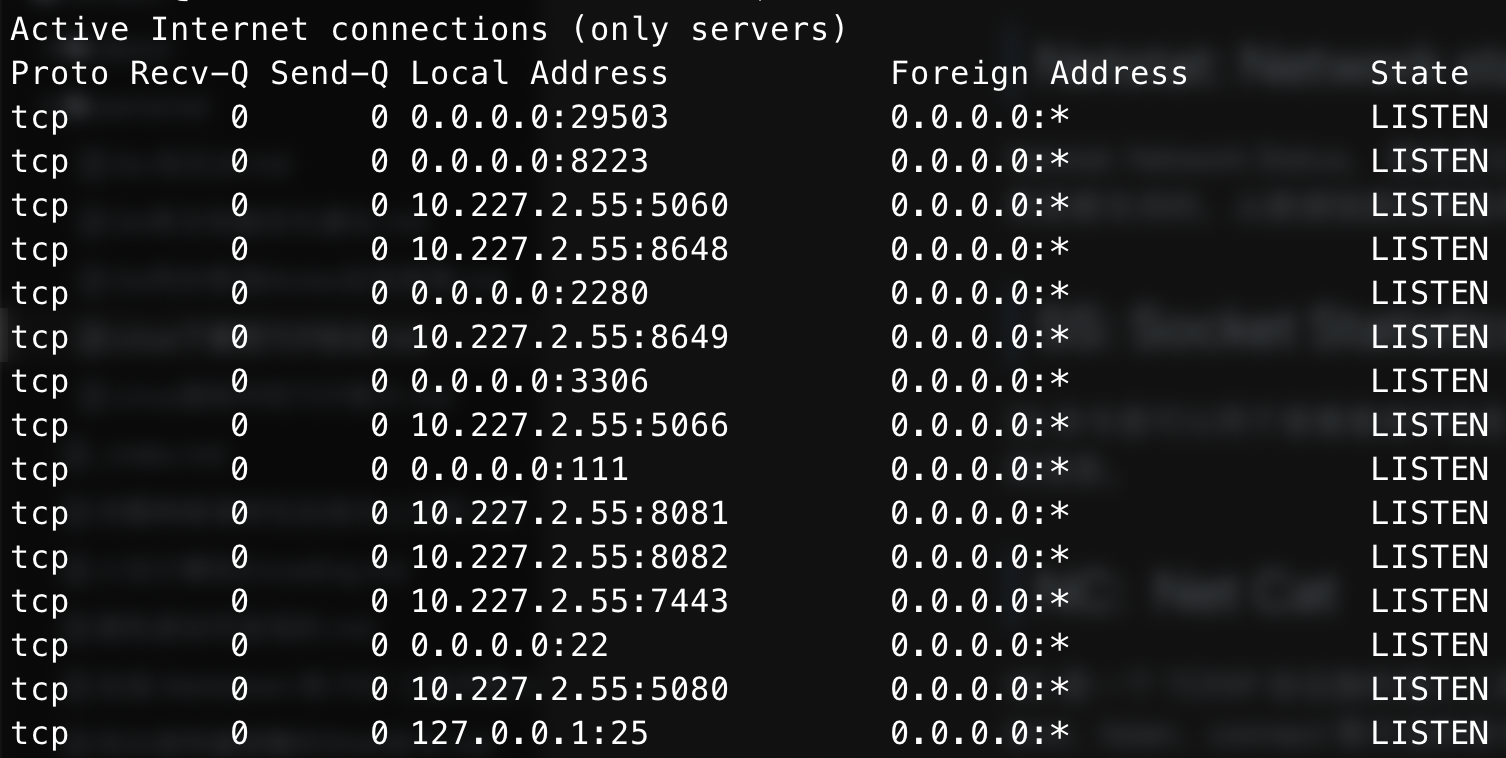 Active Internet connections (only servers)
Proto Recv-Q Send-Q Local Address           Foreign Address         State
tcp        0      0 0.0.0.0:29503           0.0.0.0:*               LISTEN
tcp        0      0 0.0.0.0:8223            0.0.0.0:*               LISTEN
tcp        0      0 10.227.2.55:5060        0.0.0.0:*               LISTEN
tcp        0      0 10.227.2.55:8648        0.0.0.0:*               LISTEN
tcp        0      0 0.0.0.0:2280            0.0.0.0:*               LISTEN
tcp        0      0 10.227.2.55:8649        0.0.0.0:*               LISTEN
tcp        0      0 0.0.0.0:3306            0.0.0.0:*               LISTEN
tcp        0      0 10.227.2.55:5066        0.0.0.0:*               LISTEN
tcp        0      0 0.0.0.0:111             0.0.0.0:*               LISTEN
tcp        0      0 10.227.2.55:8081        0.0.0.0:*               LISTEN
tcp        0      0 10.227.2.55:8082        0.0.0.0:*               LISTEN
tcp        0      0 10.227.2.55:7443        0.0.0.0:*               LISTEN
tcp        0      0 0.0.0.0:22              0.0.0.0:*               LISTEN
tcp        0      0 10.227.2.55:5080        0.0.0.0:*               LISTEN
tcp        0      0 127.0.0.1:25            0.0.0.0:*               LISTEN